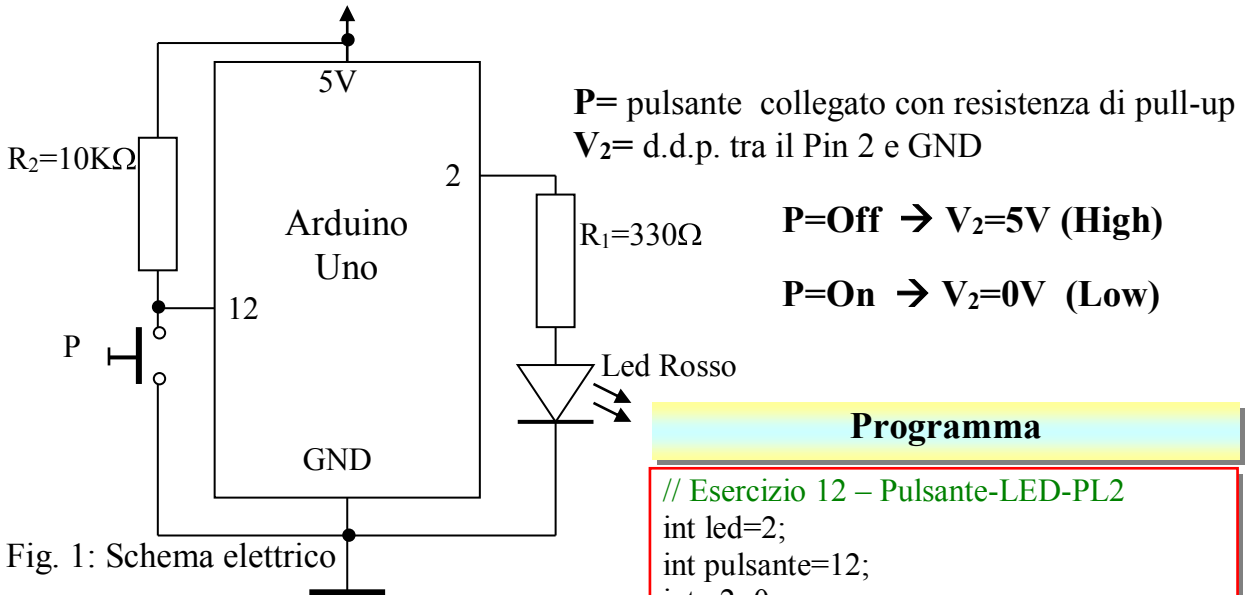 5V
P= pulsante collegato con resistenza di pull-up
V₂= d.d.p. tra il Pin 2 e GND
R₂=10KΩ
2
Arduino
Uno
R₁=330Ω
P=Off → V₂=5V (High)
P=On → V₂=0V (Low)
12
P
Led Rosso
GND
Fig. 1: Schema elettrico
Programma
// Esercizio 12 – Pulsante-LED-PL2
int led=2;
int pulsante=12;